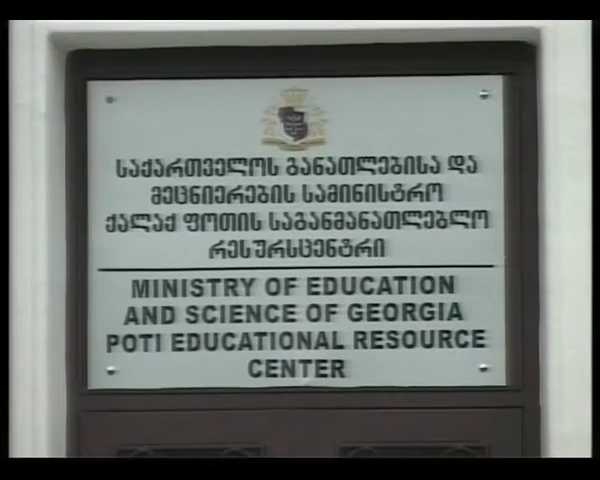 საქართველოს განათლებისა და
მეცნიერების სამინისტრო
ქალაქ ფოთის საგანმანათლებლო
რესურსცენტრი
MINISTRY OF EDUCATION
AND SCIENCE OF GEORGIA
POTI EDUCATIONAL RESOURCE
CENTER